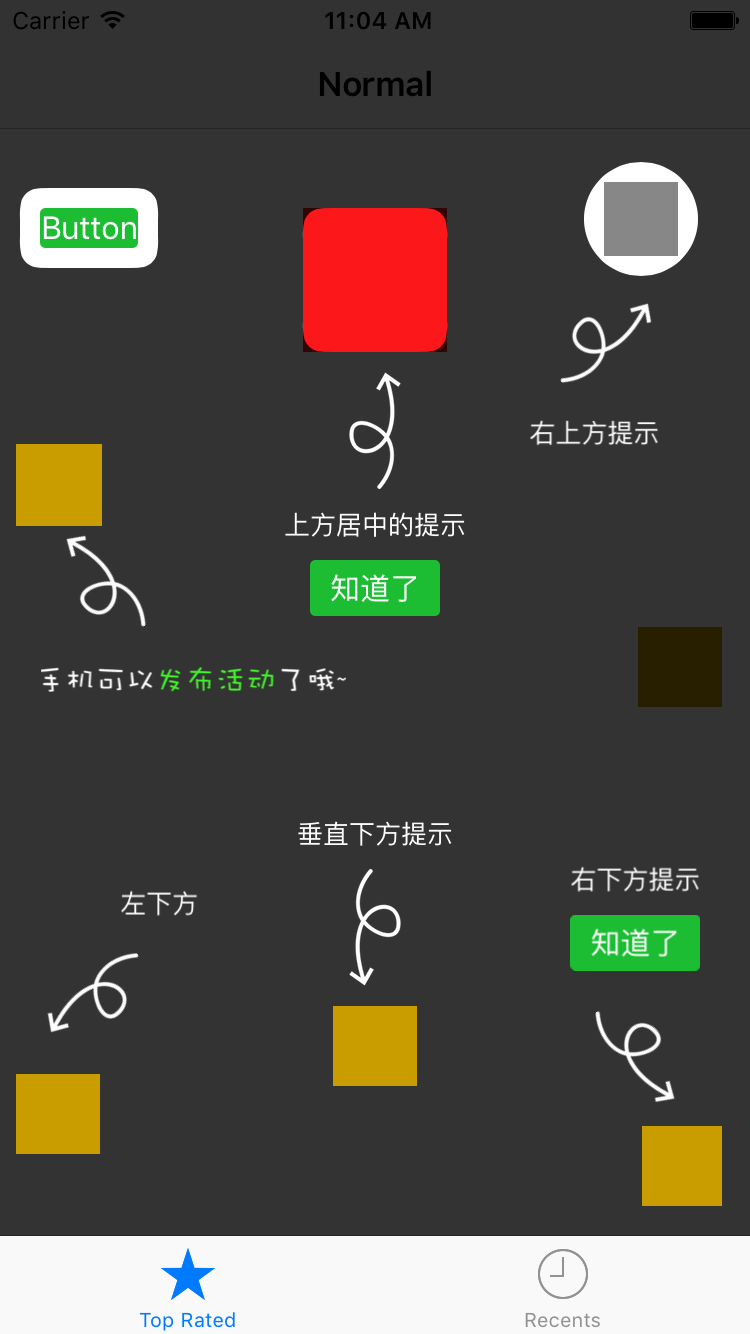 Carrier 11:04 AM
Normal
Button
右上方提示
上方居中的提示
知道了
手机可以发布活动了哦~
垂直下方提示
右下方提示
左下方
知道了
Top Rated
Recents